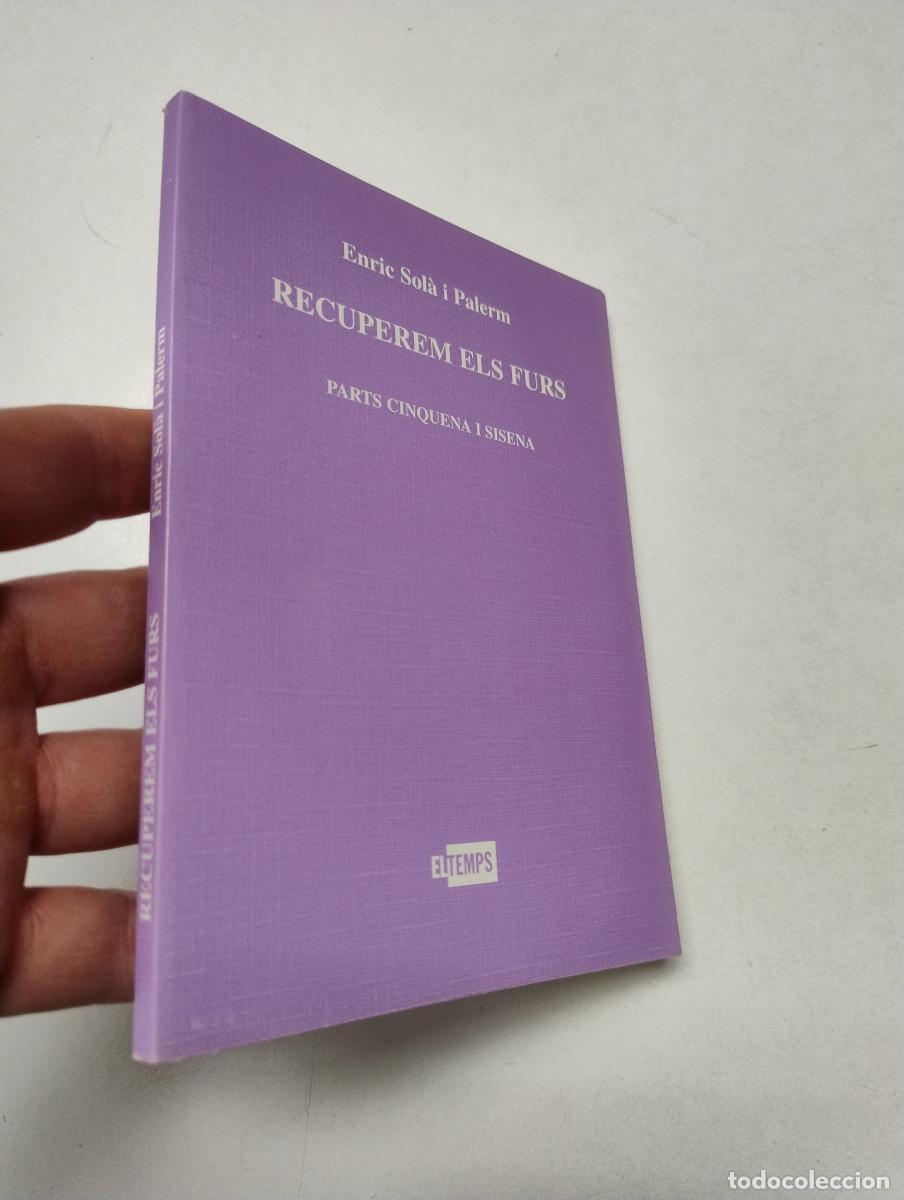 Enric Solà i Palerm
RECUPEREM ELS FURS
PARTS CINQUENA I SISENA
EL TEMPS
RECUPEREM ELS FURS Enric Solà i Palerm
todocoleccion